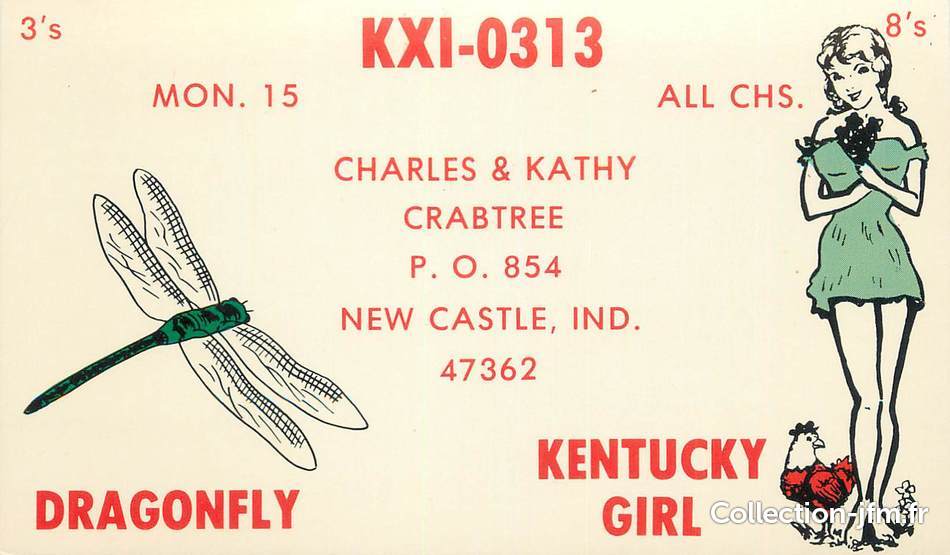 3's
8's
KXI-0313
MON. 15
ALL CHS.
CHARLES & KATHY
CRABTREE
P. O. 854
NEW CASTLE, IND.
47362
KENTUCKY
GIRL
DRAGONFLY
Collection-jfm.fr